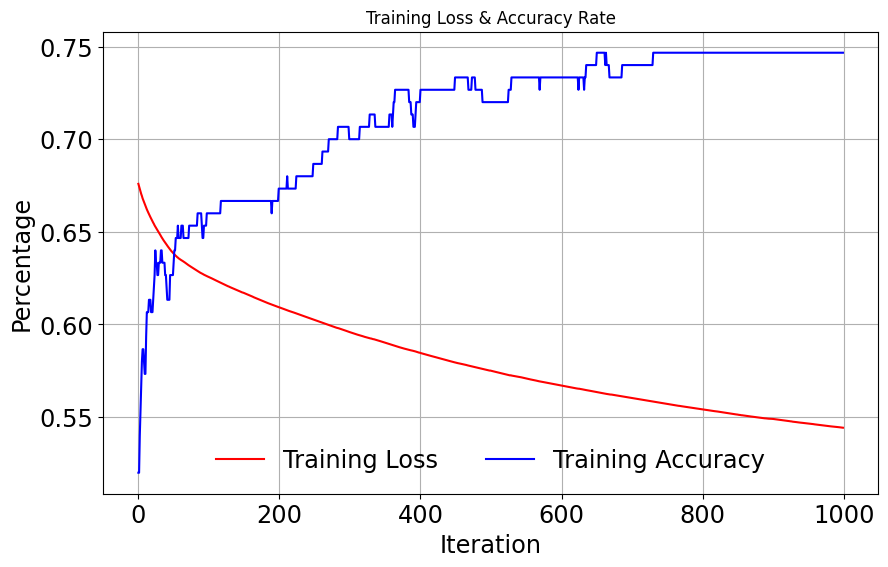 Training Loss & Accuracy Rate
0.75
0.70
0.65
0.60
0.55
Percentage
Training Loss
Training Accuracy
0 200 400 600 800 1000
Iteration